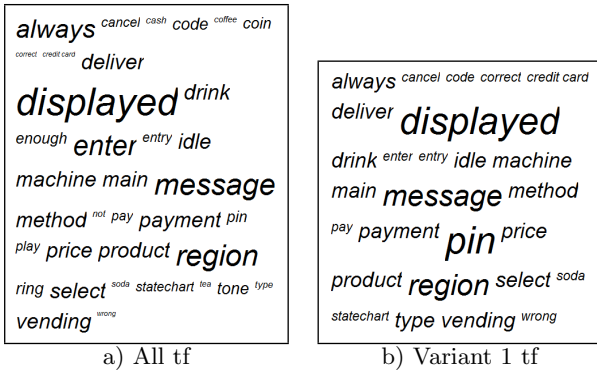 always cancel cash code coffee coin
correct credit card deliver
displayed drink
enough enter entry idle
machine main message
method not pay payment pin
play price product region
ring select soda statechart tea tone type
vending wrong
a) All tf
always cancel code correct credit card
deliver displayed
drink enter entry idle machine
main message method
pay payment pin price
product region select soda
statechart type vending wrong
b) Variant 1 tf